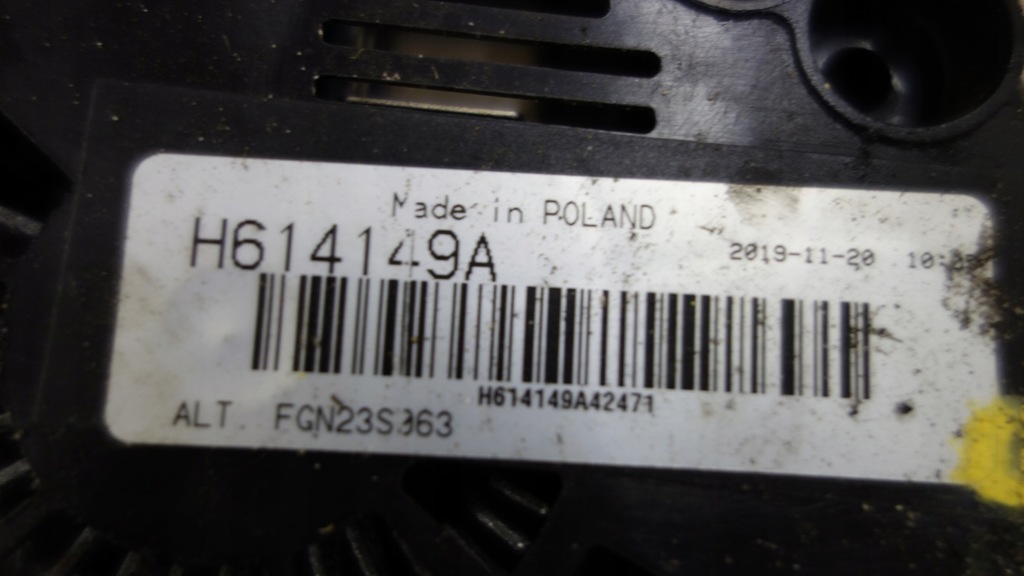 Made in POLAND
H614149A
2019-11-20
H614149A42471
ALT. FGN23S063